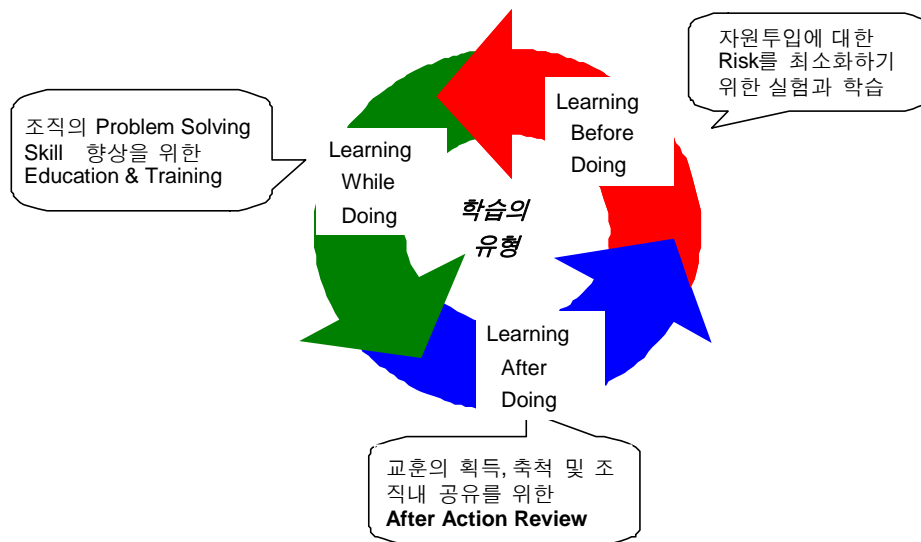 자원투입에 대한
Risk를 최소화하기
위한 실험과 학습
Learning
Before
Doing
조직의 Problem Solving
Skill 향상을 위한
Education & Training
Learning
While
Doing
학습의
유형
Learning
After
Doing
교훈의 획득, 축척 및 조
직내 공유를 위한
After Action Review